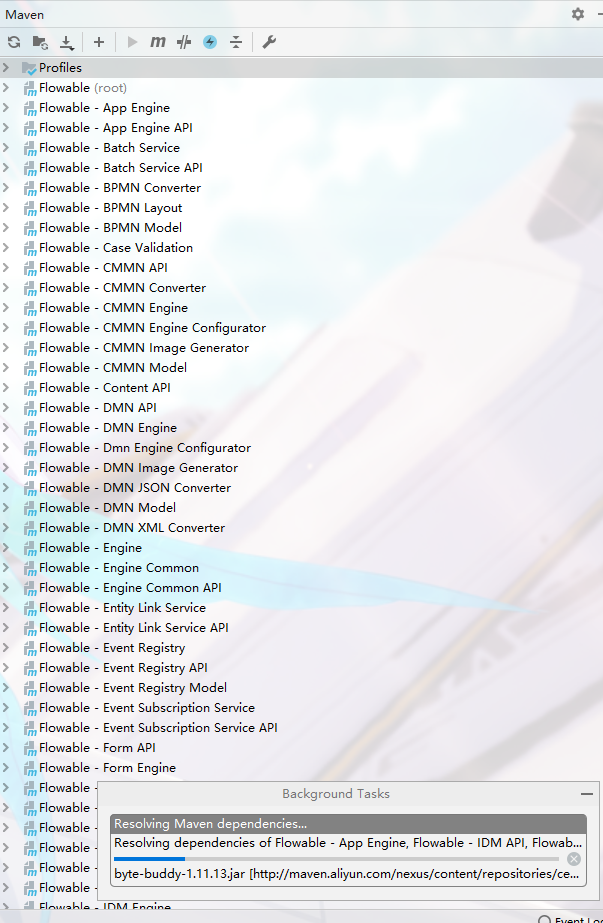 Maven
Profiles
Flowable (root)
Flowable - App Engine
Flowable - App Engine API
Flowable - Batch Service
Flowable - Batch Service API
Flowable - BPMN Converter
Flowable - BPMN Layout
Flowable - BPMN Model
Flowable - Case Validation
Flowable - CMMN API
Flowable - CMMN Converter
Flowable - CMMN Engine
Flowable - CMMN Engine Configurator
Flowable - CMMN Image Generator
Flowable - CMMN Model
Flowable - Content API
Flowable - DMN API
Flowable - DMN Engine
Flowable - Dmn Engine Configurator
Flowable - DMN Image Generator
Flowable - DMN JSON Converter
Flowable - DMN Model
Flowable - DMN XML Converter
Flowable - Engine
Flowable - Engine Common
Flowable - Engine Common API
Flowable - Entity Link Service
Flowable - Entity Link Service API
Flowable - Event Registry
Flowable - Event Registry API
Flowable - Event Registry Model
Flowable - Event Subscription Service
Flowable - Event Subscription Service API
Flowable - Form API
Flowable - Form Engine
Flowable -
Flowable -
Flowable -
Flowable -
Flowable -
Flowable - IDM Engine
Background Tasks
Resolving Maven dependencies...
Resolving dependencies of Flowable - App Engine, Flowable - IDM API, Flowab...
byte-buddy-1.11.13.jar [http://maven.aliyun.com/nexus/content/repositories/ce...
Event Loc